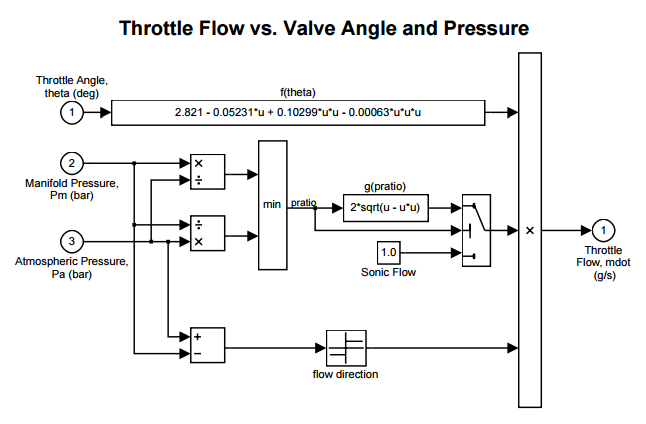 Throttle Flow vs. Valve Angle and Pressure
Throttle Angle,
theta (deg)
1
f(theta)
2.821 - 0.05231*u + 0.10299*u*u - 0.00063*u*u*u
2
Manifold Pressure,
Pm (bar)
×
÷
3
Atmospheric Pressure,
Pa (bar)
÷
×
min
pratio
g(pratio)
2*sqrt(u - u*u)
1.0
Sonic Flow
×
1
Throttle
Flow, mdot
(g/s)
+
−
flow direction